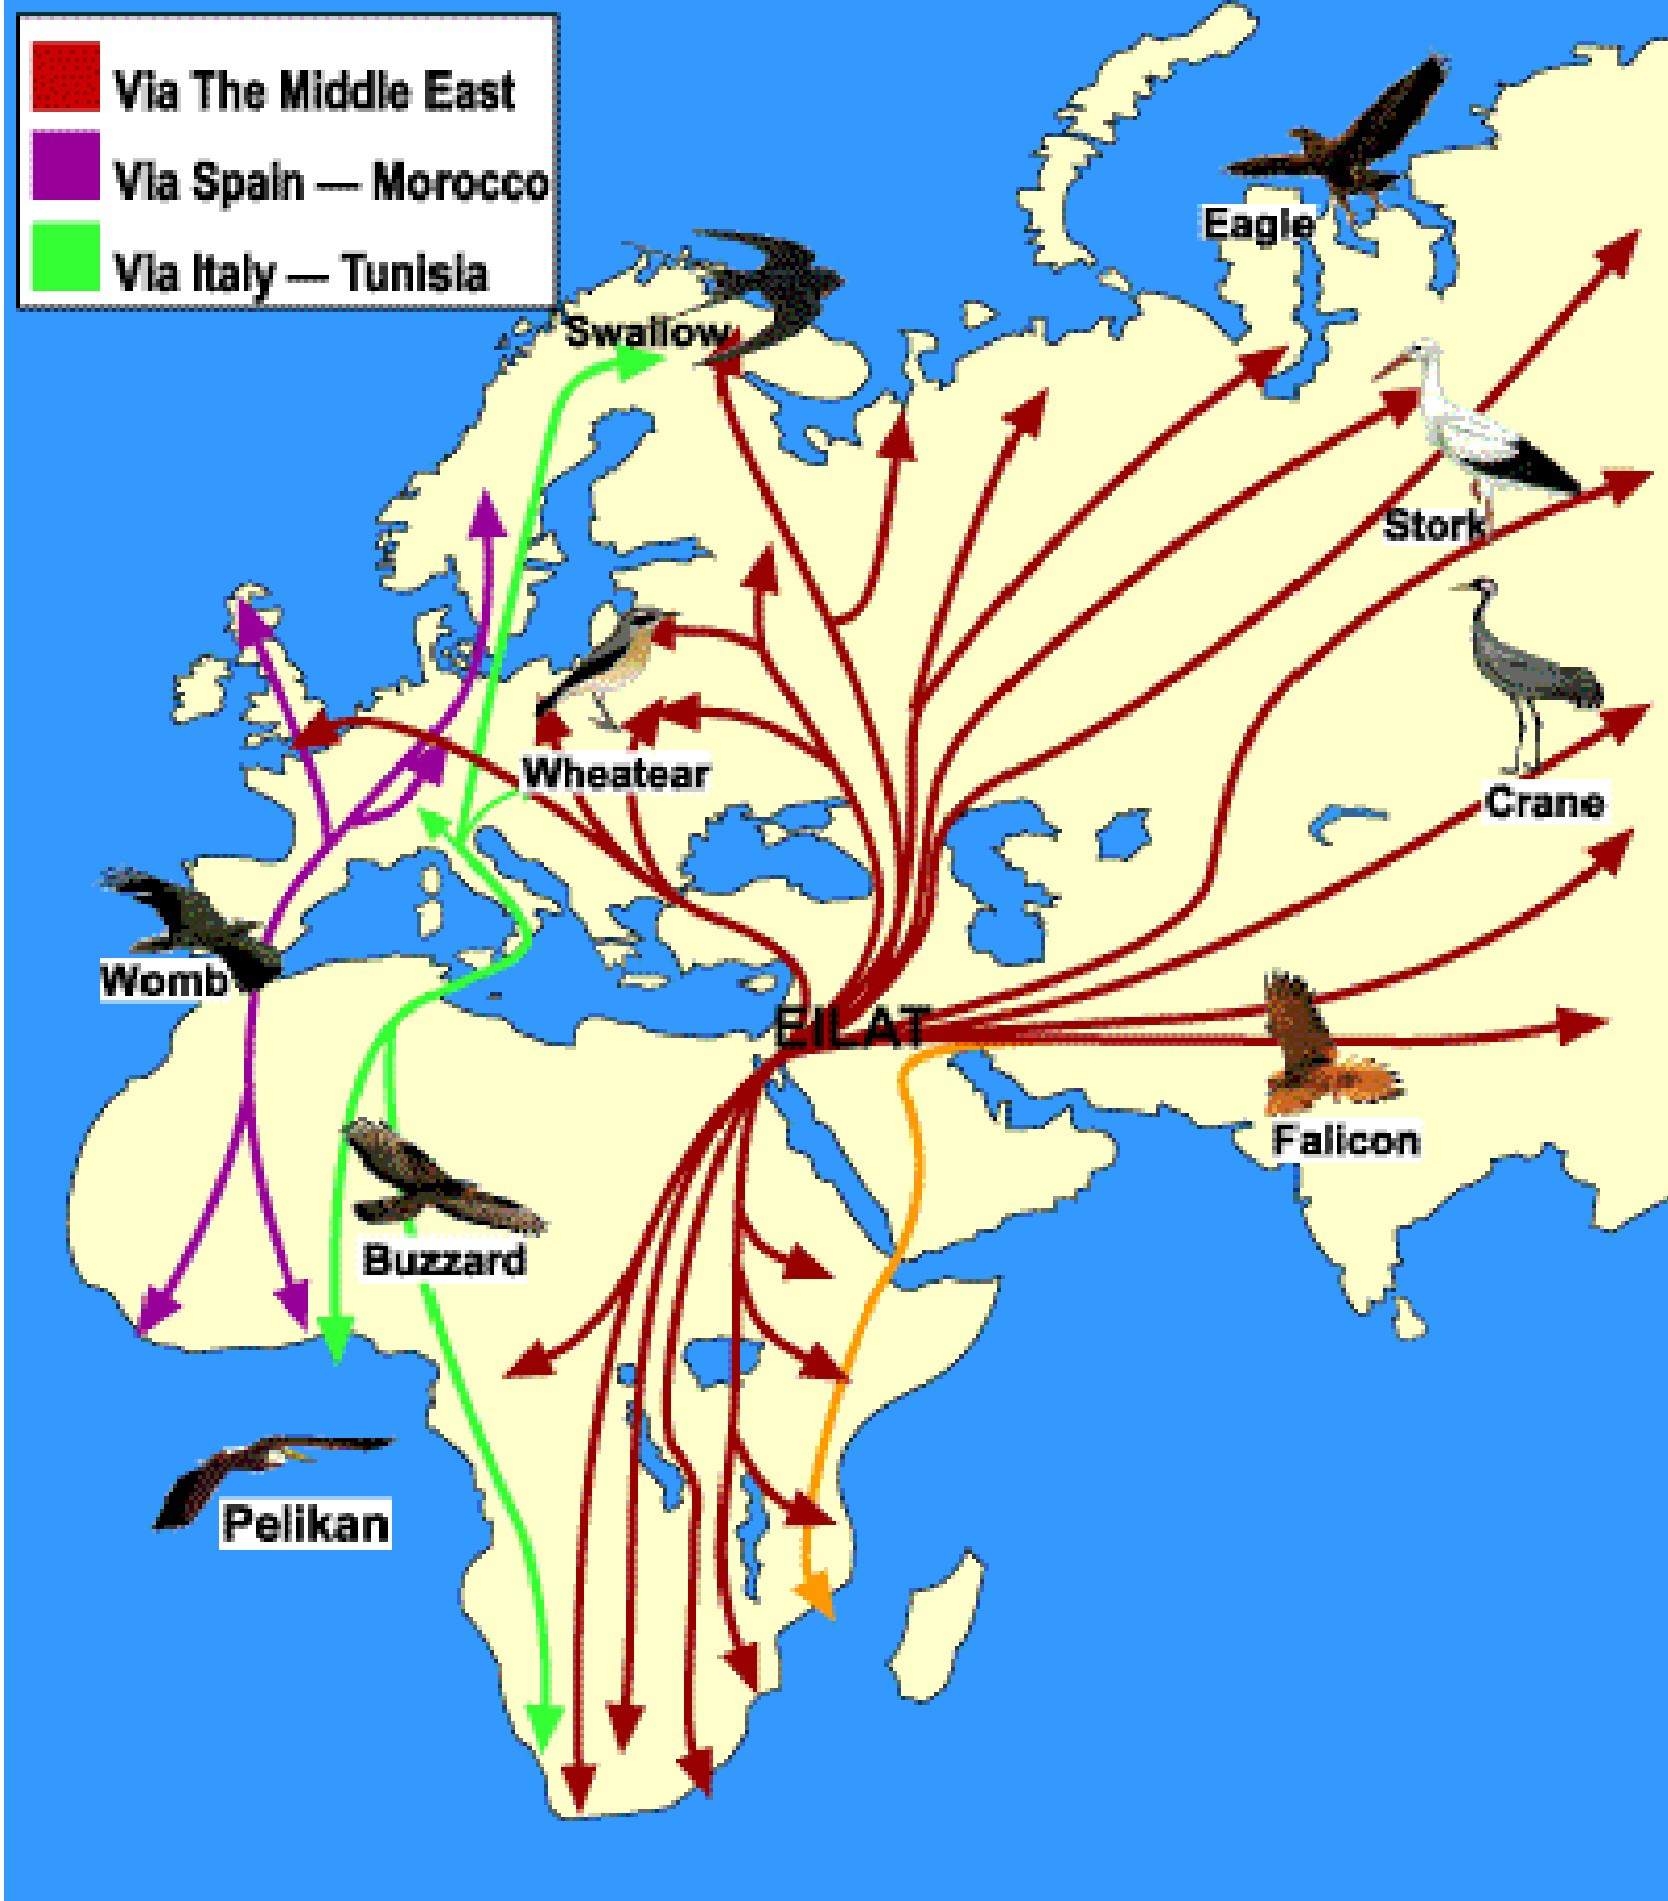 Via The Middle East
Via Spain — Morocco
Via Italy — Tunisia
Eagle
Swallow
Stork
Wheatear
Crane
Womb
EILAT
Falicon
Buzzard
Pelikan